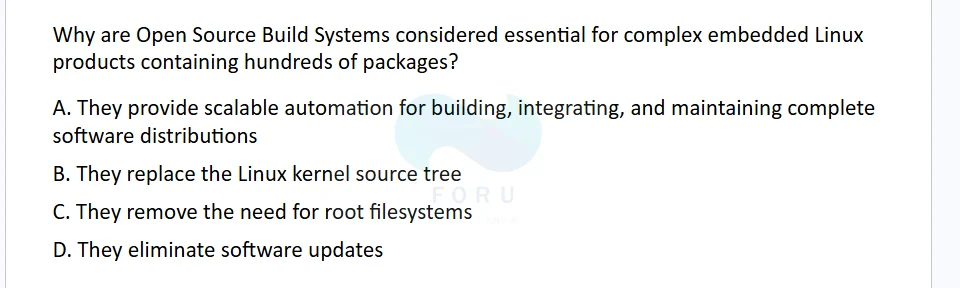 Why are Open Source Build Systems considered essential for complex embedded Linux
products containing hundreds of packages?
A. They provide scalable automation for building, integrating, and maintaining complete
software distributions
B. They replace the Linux kernel source tree
FORU
C. They remove the need for root filesystems
D. They eliminate software updates